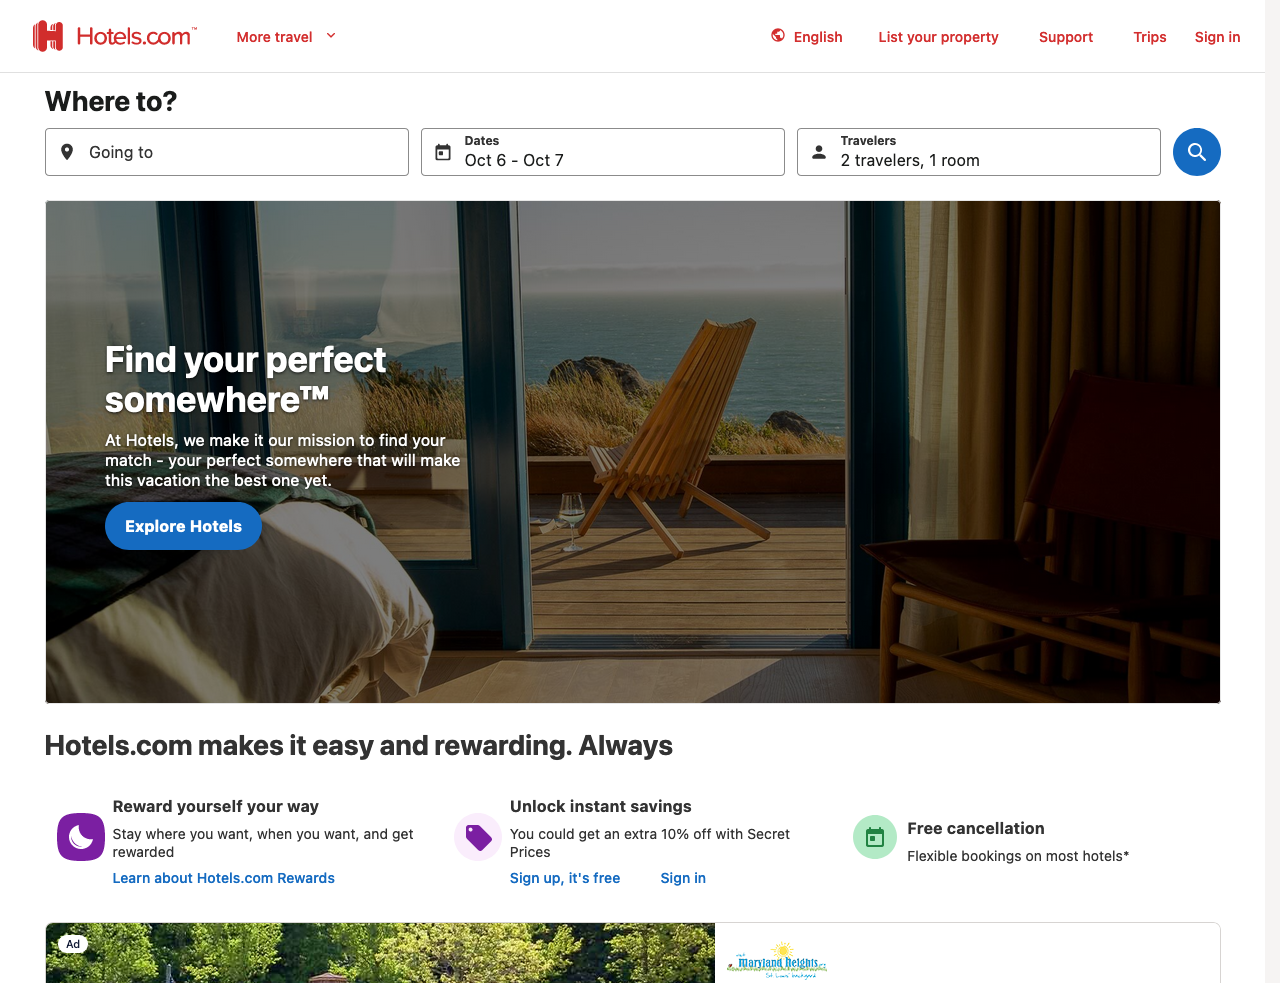 Hotels.com™
More travel
English
List your property
Support
Trips
Sign in
Where to?
Going to
Dates
Oct 6 - Oct 7
Travelers
2 travelers, 1 room
Find your perfect
somewhere™
At Hotels, we make it our mission to find your
match - your perfect somewhere that will make
this vacation the best one yet.
Explore Hotels
Hotels.com makes it easy and rewarding. Always
Reward yourself your way
Stay where you want, when you want, and get
rewarded
Learn about Hotels.com Rewards
Unlock instant savings
You could get an extra 10% off with Secret
Prices
Sign up, it's free
Sign in
Free cancellation
Flexible bookings on most hotels*
Ad
Maryland Heights
St. Louis' backyard